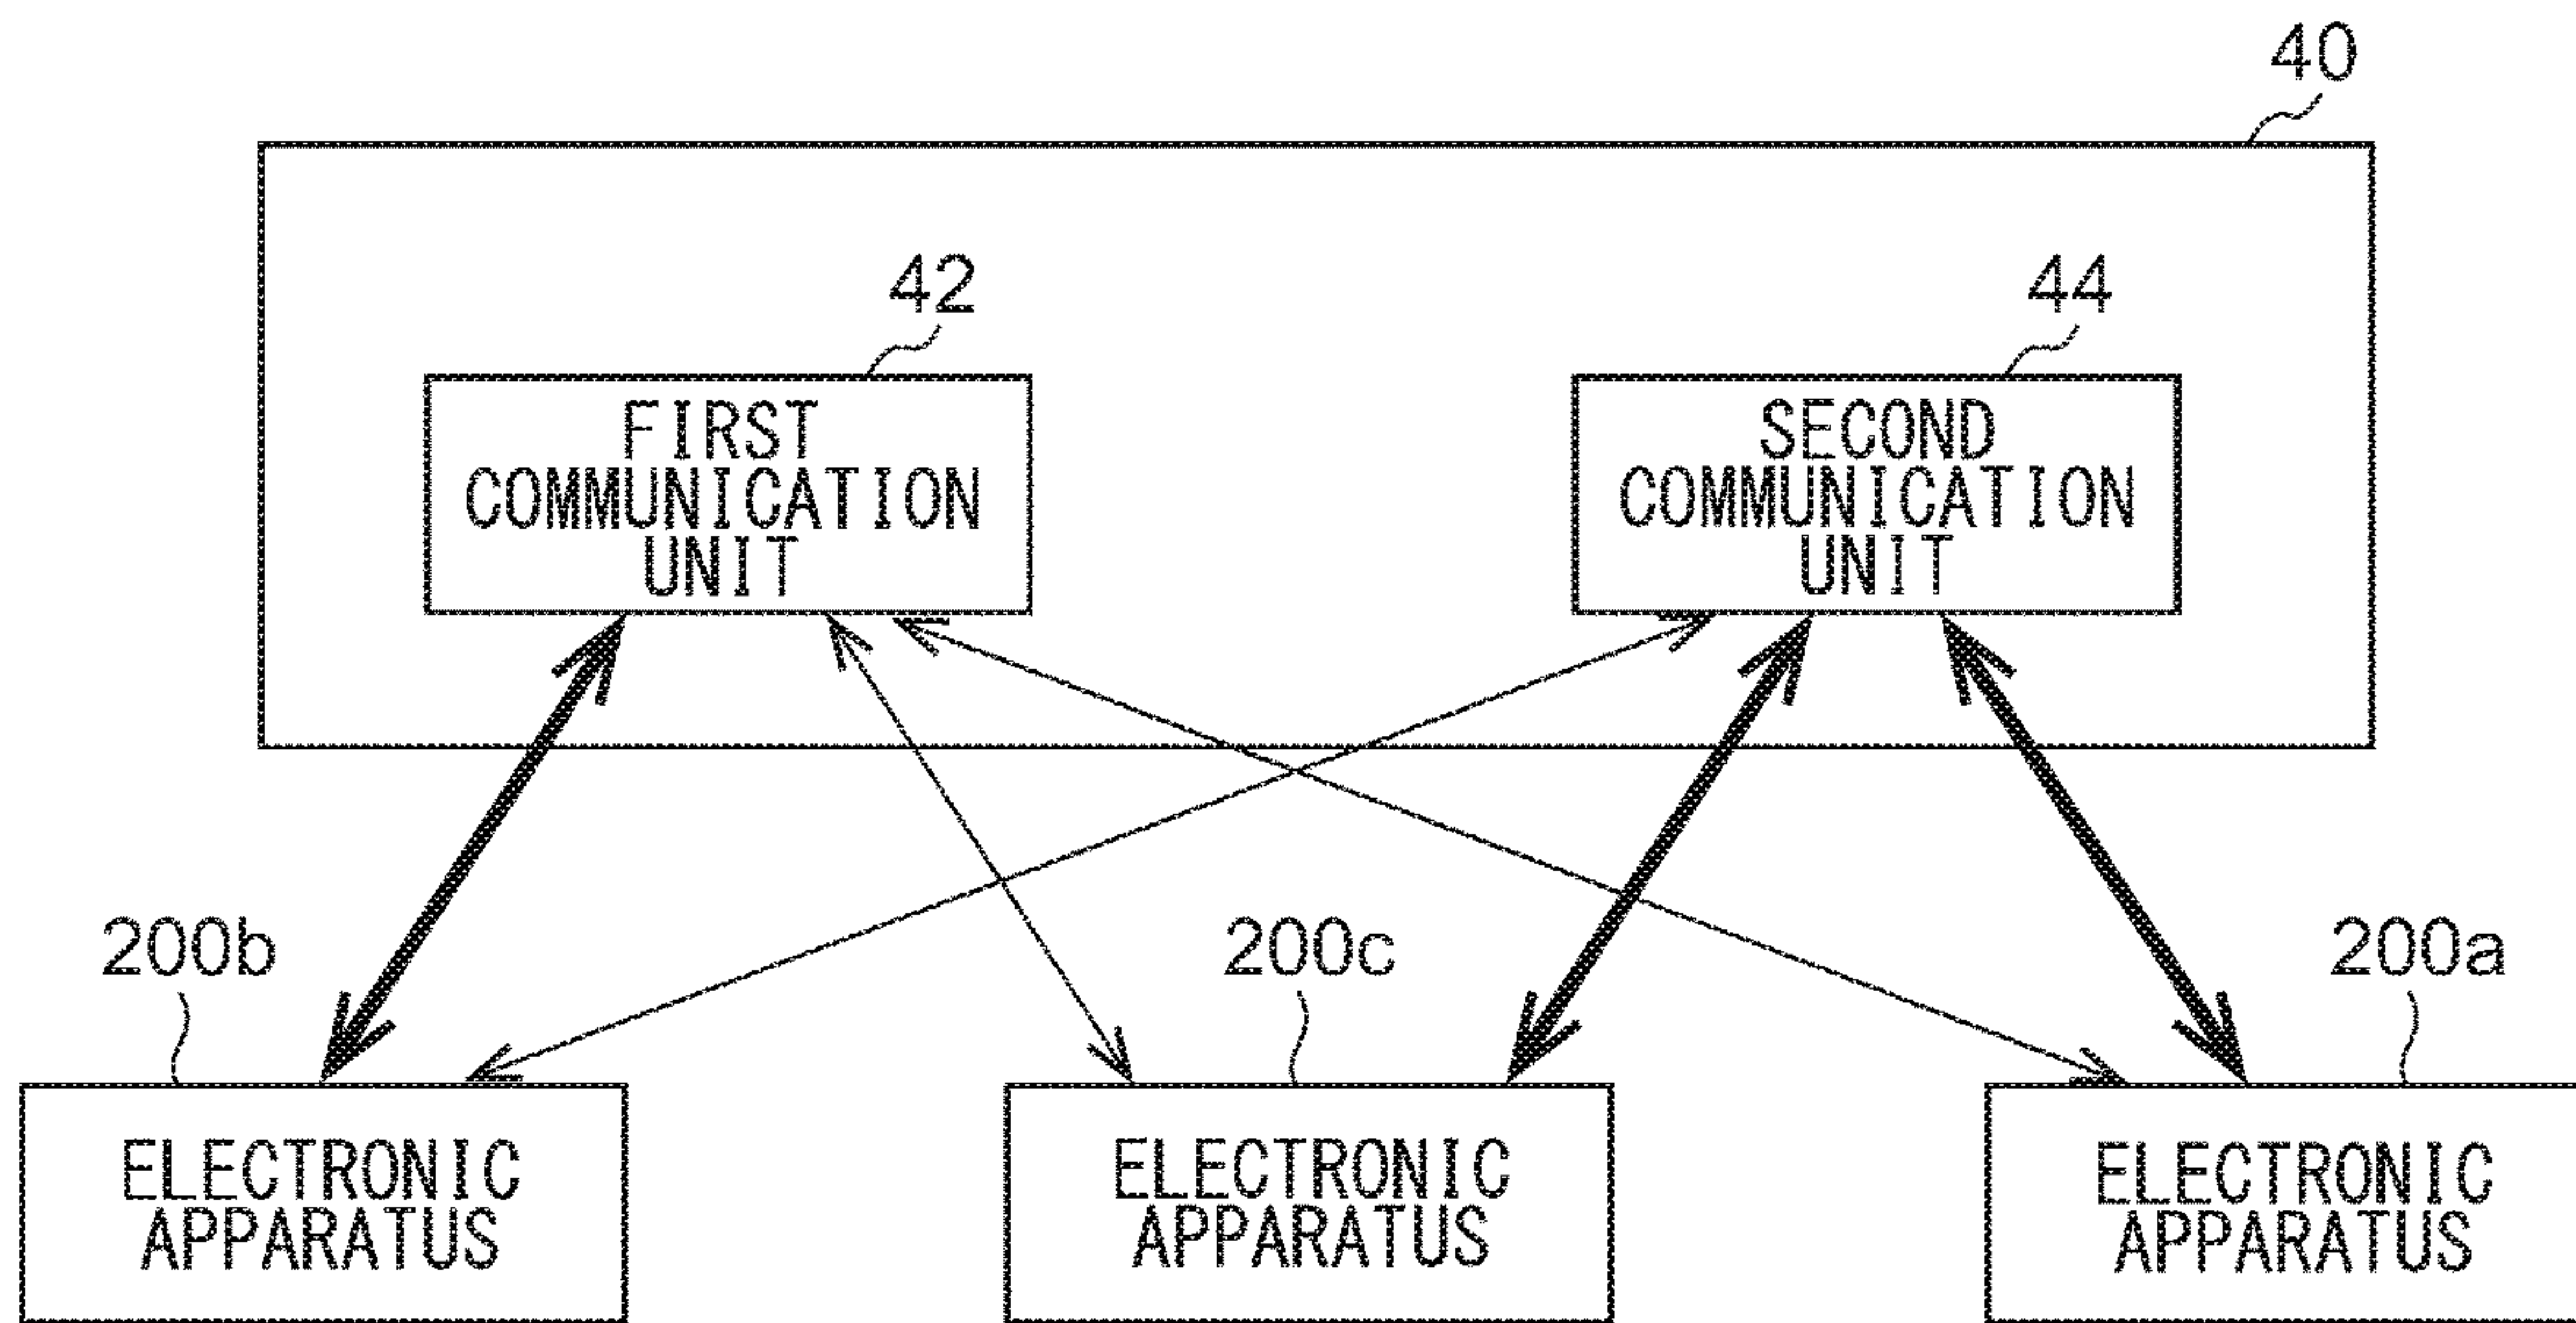 40
42
44
FIRST
COMMUNICATION
UNIT
SECOND
COMMUNICATION
UNIT
200b
200c
200a
ELECTRONIC
APPARATUS
ELECTRONIC
APPARATUS
ELECTRONIC
APPARATUS